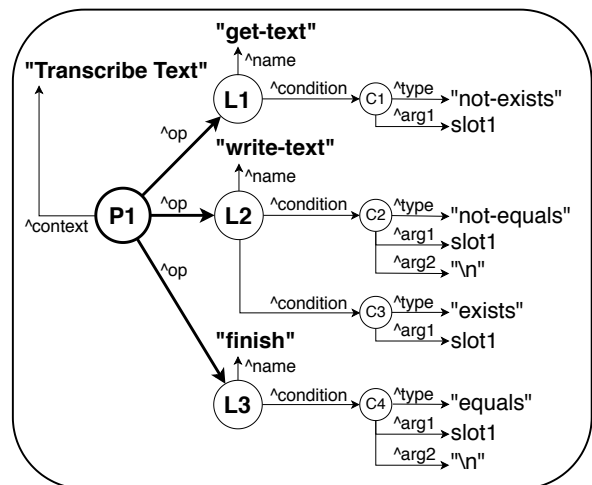 "get-text"
^name
"Transcribe Text"
L1 ^condition C1 ^type "not-exists"
^arg1 slot1
^op
"write-text"
^name
P1 ^op L2 ^condition C2 ^type "not-equals"
^context
^arg1 slot1
^arg2 "\n"
^op
^condition C3 ^type "exists"
^arg1 slot1
"finish"
^name
L3 ^condition C4 ^type "equals"
^arg1 slot1
^arg2 "\n"